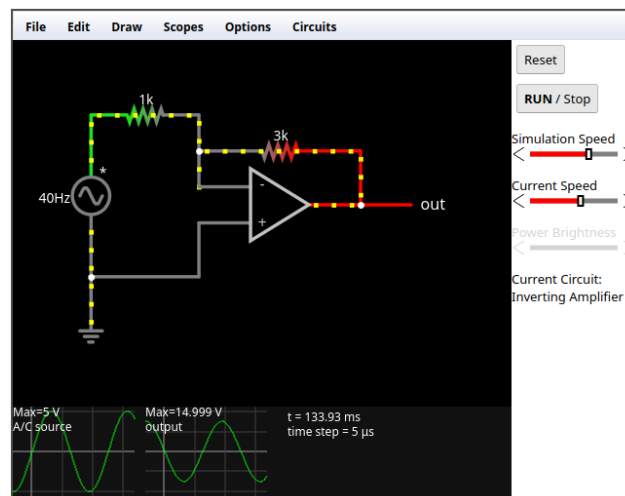 File Edit Draw Scopes Options Circuits
Reset
RUN / Stop
Simulation Speed
Current Speed
Power Brightness
Current Circuit:
Inverting Amplifier
1k
3k
*
40Hz
-
+
out
Max=5 V
A/C source
Max=14.999 V
output
t = 133.93 ms
time step = 5 µs